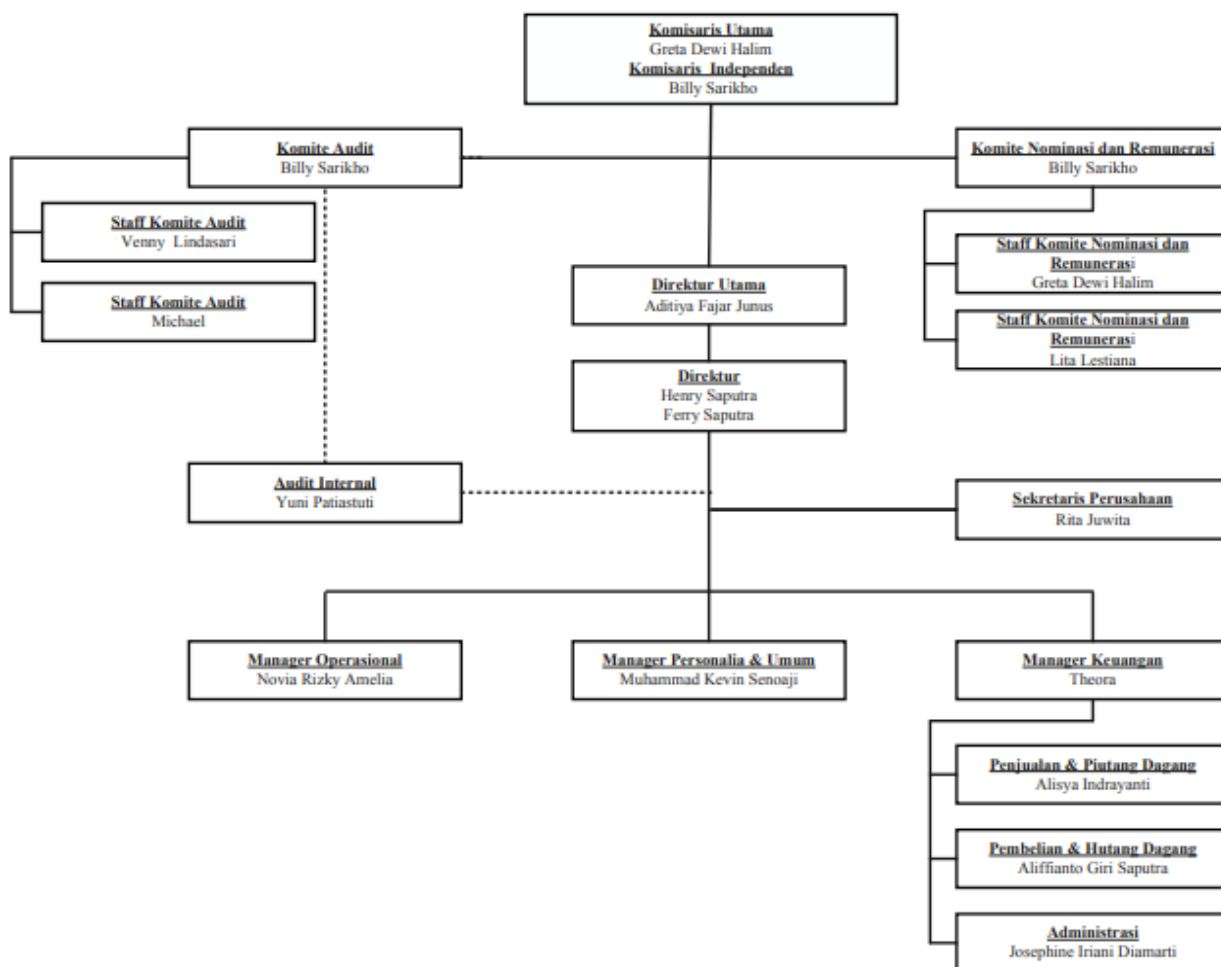 Komisaris Utama
Greta Dewi Halim
Komisaris Independen
Billy Sarikho
Komite Audit
Billy Sarikho
Komite Nominasi dan Remunerasi
Billy Sarikho
Staff Komite Audit
Venny Lindasari
Staff Komite Audit
Michael
Staff Komite Nominasi dan
Remunerasi
Greta Dewi Halim
Staff Komite Nominasi dan
Remunerasi
Lita Lestiana
Direktur Utama
Aditiya Fajar Junus
Direktur
Henry Saputra
Ferry Saputra
Audit Internal
Yuni Patiastuti
Sekretaris Perusahaan
Rita Juwita
Manager Operasional
Novia Rizky Amelia
Manager Personalia & Umum
Muhammad Kevin Senoaji
Manager Keuangan
Theora
Penjualan & Piutang Dagang
Alisya Indrayanti
Pembelian & Hutang Dagang
Aliffianto Giri Saputra
Administrasi
Josephine Iriani Diamarti